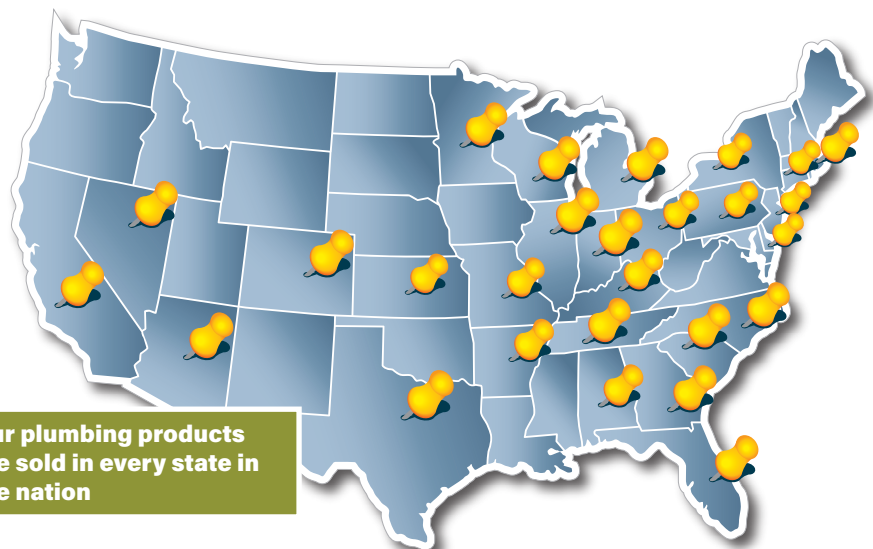 ur plumbing products
e sold in every state in
e nation